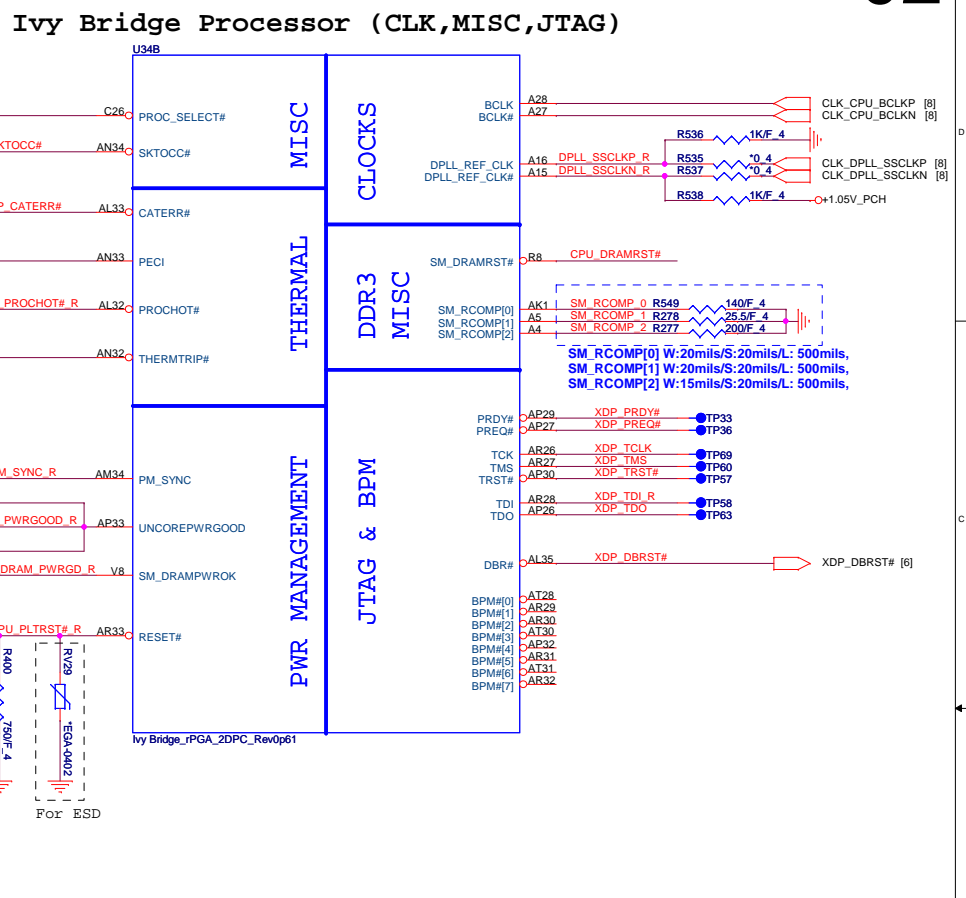 Ivy Bridge Processor (CLK,MISC,JTAG)
U34B
MISC
CLOCKS
THERMAL
DDR3
MISC
PWR MANAGEMENT
JTAG & BPM
C26 PROC_SELECT#
KTOCC# AN34 SKTOCC#
P_CATERR# AL33 CATERR#
AN33 PECI
PROCHOT#_R AL32 PROCHOT#
AN32 THERMTRIP#
M_SYNC_R AM34 PM_SYNC
PWRGOOD_R AP33 UNCOREPWRGOOD
DRAM_PWRGD_R V8 SM_DRAMPWROK
PU_PLTRST#_R AR33 RESET#
R400
750/F_4
RV29
*EGA-0402
For ESD
BCLK A28 CLK_CPU_BCLKP [8]
BCLK# A27 CLK_CPU_BCLKN [8]
R536 1K/F_4
DPLL_REF_CLK A16 DPLL_SSCLKP_R R535 *0_4 CLK_DPLL_SSCLKP [8]
DPLL_REF_CLK# A15 DPLL_SSCLKN_R R537 *0_4 CLK_DPLL_SSCLKN [8]
R538 1K/F_4 +1.05V_PCH
SM_DRAMRST# R8 CPU_DRAMRST#
SM_RCOMP[0] AK1 SM_RCOMP_0 R549 140/F_4
SM_RCOMP[1] A5 SM_RCOMP_1 R278 25.5/F_4
SM_RCOMP[2] A4 SM_RCOMP_2 R277 200/F_4
SM_RCOMP[0] W:20mils/S:20mils/L: 500mils,
SM_RCOMP[1] W:20mils/S:20mils/L: 500mils,
SM_RCOMP[2] W:15mils/S:20mils/L: 500mils,
PRDY# AP29 XDP_PRDY# TP33
PREQ# AP27 XDP_PREQ# TP36
TCK AR26 XDP_TCLK TP69
TMS AR27 XDP_TMS TP60
TRST# AP30 XDP_TRST# TP57
TDI AR28 XDP_TDI_R TP58
TDO AP26 XDP_TDO TP63
DBR# AL35 XDP_DBRST# XDP_DBRST# [6]
BPM#[0] AT28
BPM#[1] AR29
BPM#[2] AR30
BPM#[3] AT30
BPM#[4] AP32
BPM#[5] AR31
BPM#[6] AT31
BPM#[7] AR32
Ivy Bridge_rPGA_2DPC_Rev0p61
D
C